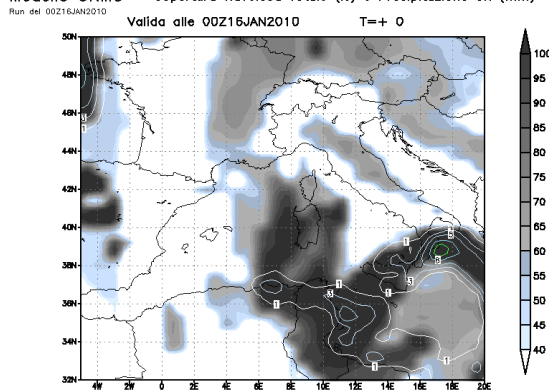 Run del 00Z16JAN2010
Valida alle 00Z16JAN2010 T=+ 0
50N
48N
46N
44N
42N
40N
38N
36N
34N
32N
4W 2W 0 2E 4E 6E 8E 10E 12E 14E 16E 18E 20E
100
95
90
85
80
75
70
65
60
55
50
45
40